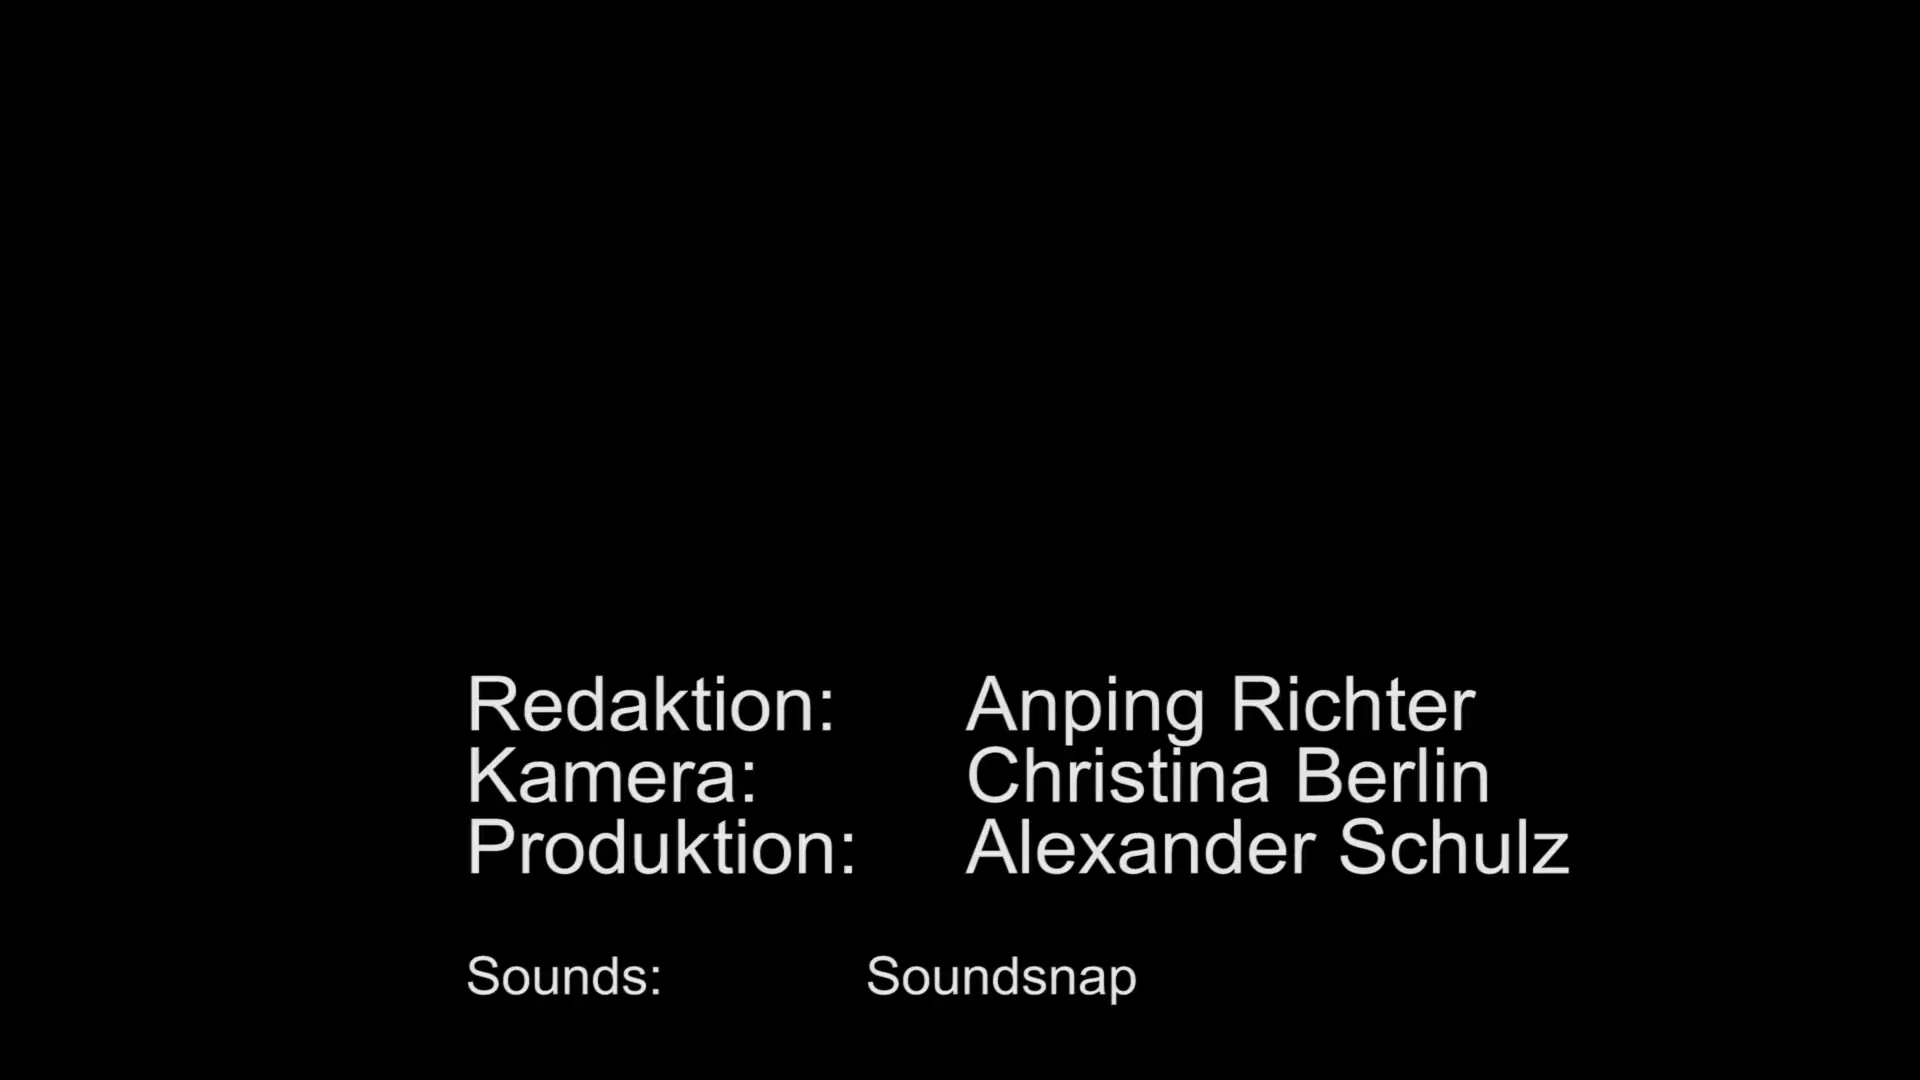 Redaktion: Anping Richter
Kamera: Christina Berlin
Produktion: Alexander Schulz
Sounds: Soundsnap